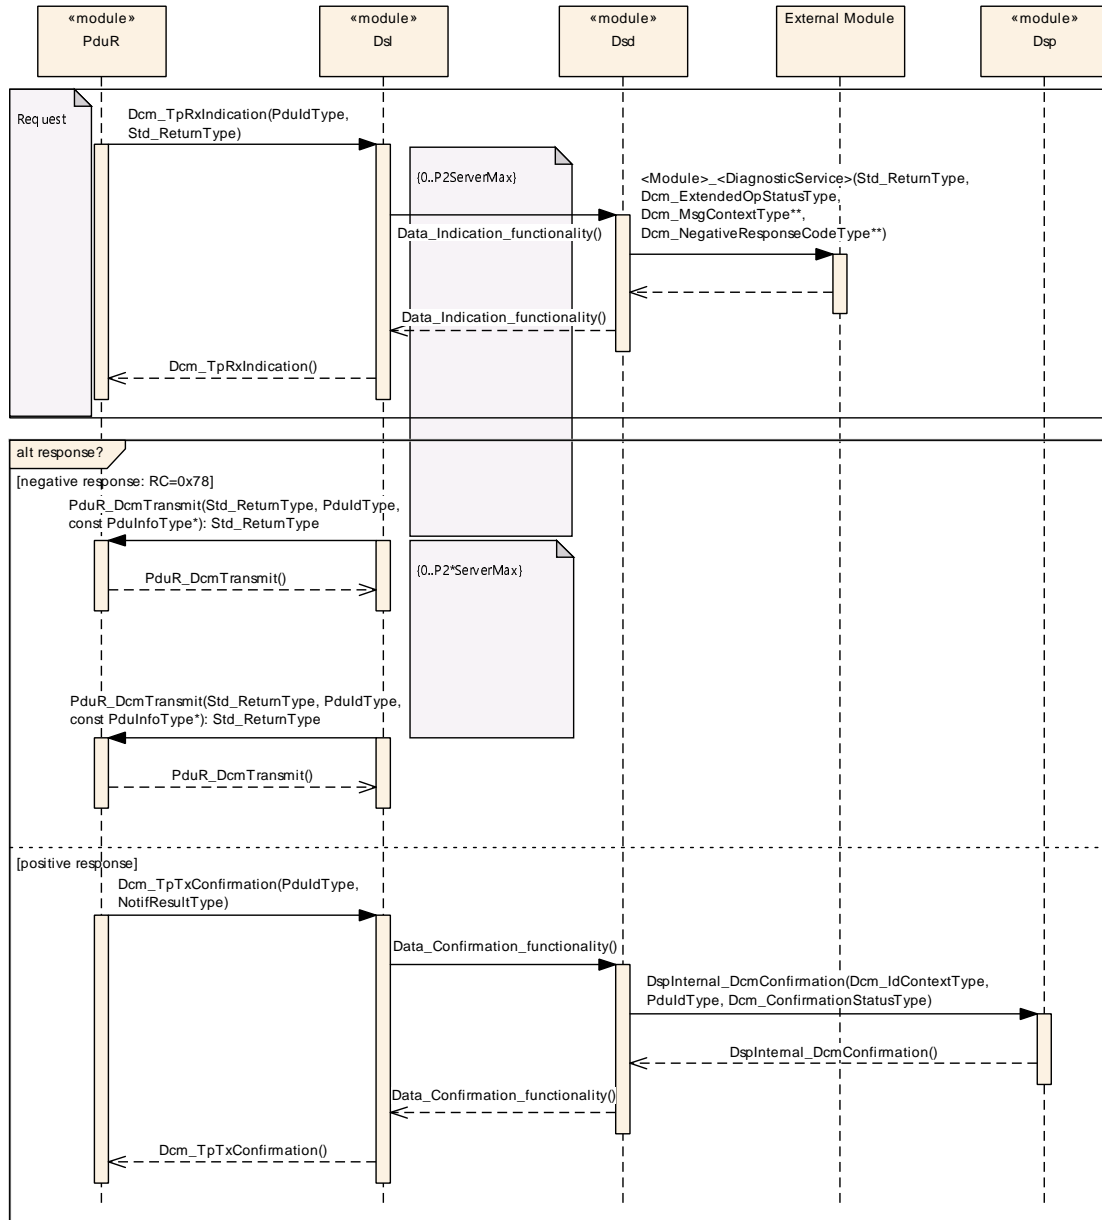 «module»
PduR
«module»
Dsl
«module»
Dsd
External Module
«module»
Dsp
Request
Dcm_TpRxIndication(PduIdType,
Std_ReturnType)
{0..P2ServerMax}
<Module>_<DiagnosticService>(Std_ReturnType,
Dcm_ExtendedOpStatusType,
Dcm_MsgContextType**,
Dcm_NegativeResponseCodeType**)
Data_Indication_functionality()
Data_Indication_functionality()
Dcm_TpRxIndication()
alt response?
[negative response: RC=0x78]
PduR_DcmTransmit(Std_ReturnType, PduIdType,
const PduInfoType*): Std_ReturnType
{0..P2*ServerMax}
PduR_DcmTransmit()
PduR_DcmTransmit(Std_ReturnType, PduIdType,
const PduInfoType*): Std_ReturnType
PduR_DcmTransmit()
[positive response]
Dcm_TpTxConfirmation(PduIdType,
NotifResultType)
Data_Confirmation_functionality()
DspInternal_DcmConfirmation(Dcm_IdContextType,
PduIdType, Dcm_ConfirmationStatusType)
DspInternal_DcmConfirmation()
Data_Confirmation_functionality()
Dcm_TpTxConfirmation()